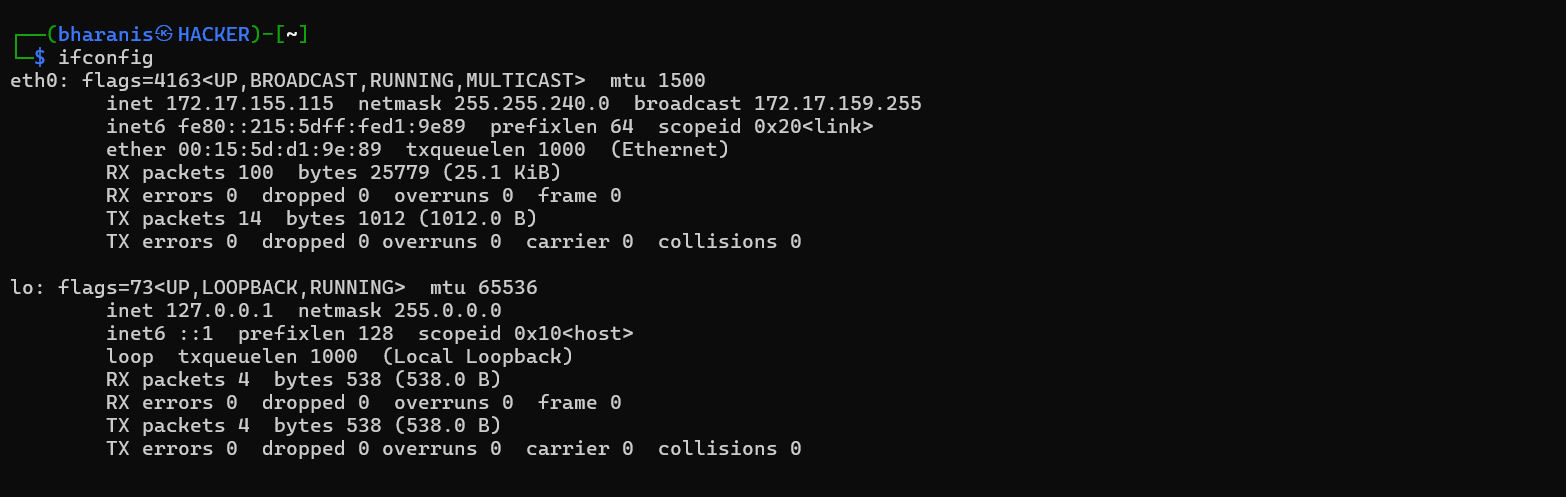 ┌──(bharanis㉿HACKER)-[~]
└─$ ifconfig
eth0: flags=4163<UP,BROADCAST,RUNNING,MULTICAST>  mtu 1500
        inet 172.17.155.115  netmask 255.255.240.0  broadcast 172.17.159.255
        inet6 fe80::215:5dff:fed1:9e89  prefixlen 64  scopeid 0x20<link>
        ether 00:15:5d:d1:9e:89  txqueuelen 1000  (Ethernet)
        RX packets 100  bytes 25779 (25.1 KiB)
        RX errors 0  dropped 0  overruns 0  frame 0
        TX packets 14  bytes 1012 (1012.0 B)
        TX errors 0  dropped 0 overruns 0  carrier 0  collisions 0

lo: flags=73<UP,LOOPBACK,RUNNING>  mtu 65536
        inet 127.0.0.1  netmask 255.0.0.0
        inet6 ::1  prefixlen 128  scopeid 0x10<host>
        loop  txqueuelen 1000  (Local Loopback)
        RX packets 4  bytes 538 (538.0 B)
        RX errors 0  dropped 0  overruns 0  frame 0
        TX packets 4  bytes 538 (538.0 B)
        TX errors 0  dropped 0 overruns 0  carrier 0  collisions 0